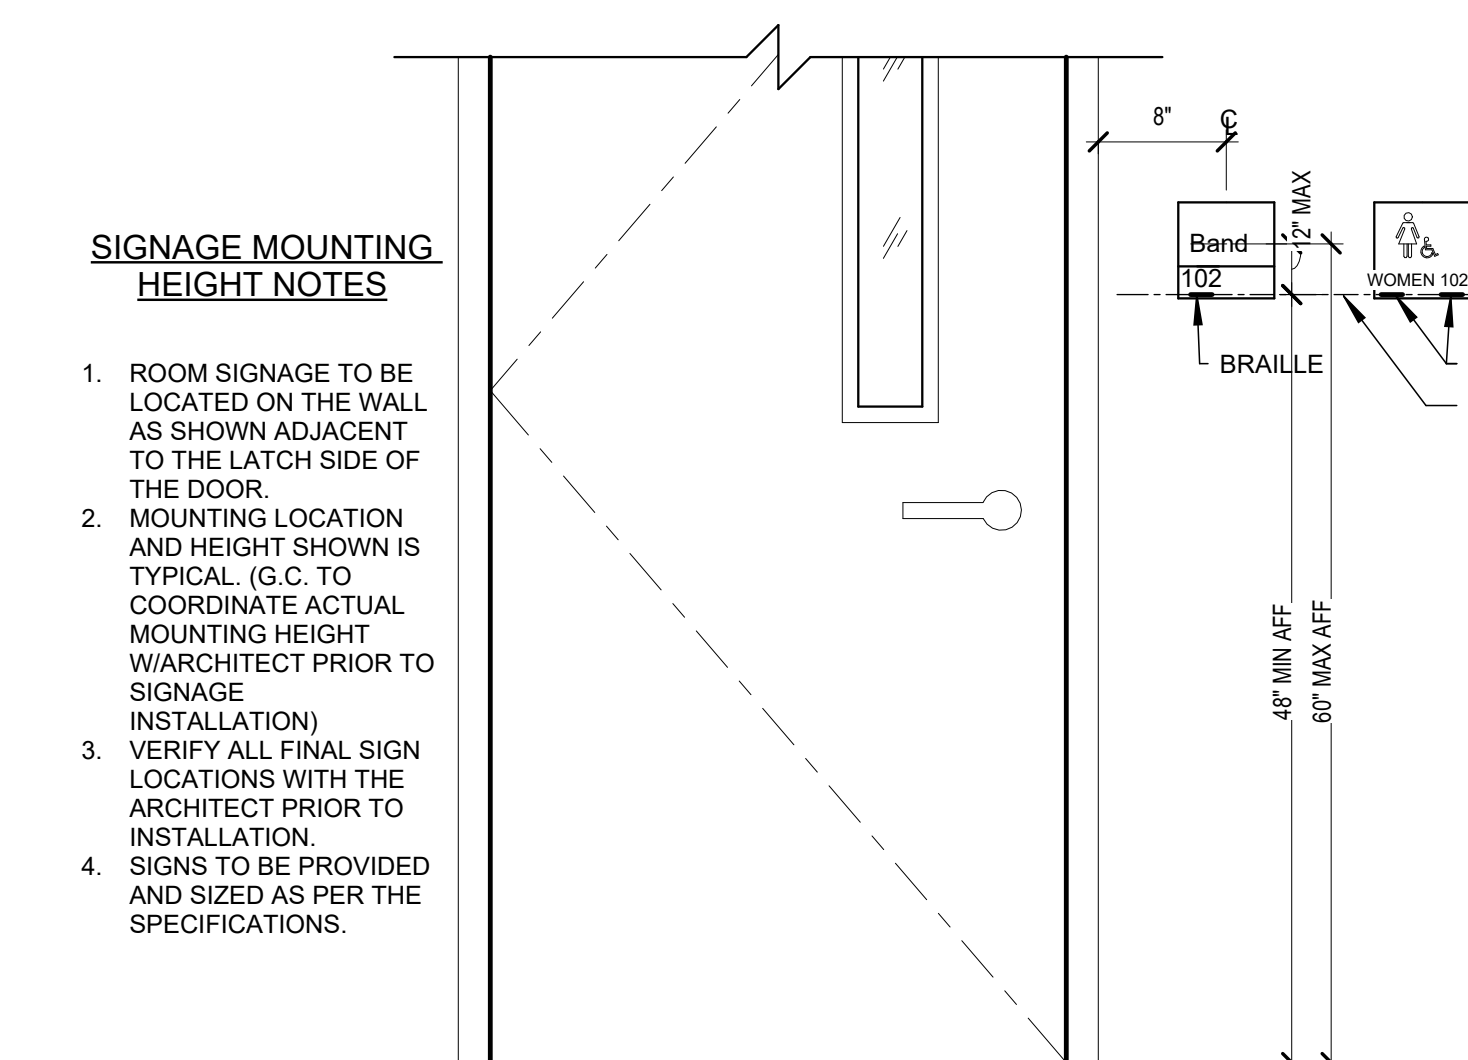 SIGNAGE MOUNTING
HEIGHT NOTES
1. ROOM SIGNAGE TO BE
LOCATED ON THE WALL
AS SHOWN ADJACENT
TO THE LATCH SIDE OF
THE DOOR.
2. MOUNTING LOCATION
AND HEIGHT SHOWN IS
TYPICAL. (G.C. TO
COORDINATE ACTUAL
MOUNTING HEIGHT
W/ARCHITECT PRIOR TO
SIGNAGE
INSTALLATION)
3. VERIFY ALL FINAL SIGN
LOCATIONS WITH THE
ARCHITECT PRIOR TO
INSTALLATION.
4. SIGNS TO BE PROVIDED
AND SIZED AS PER THE
SPECIFICATIONS.
8"
℄
12" MAX
Band
102
WOMEN 102
BRAILLE
48" MIN AFF
60" MAX AFF